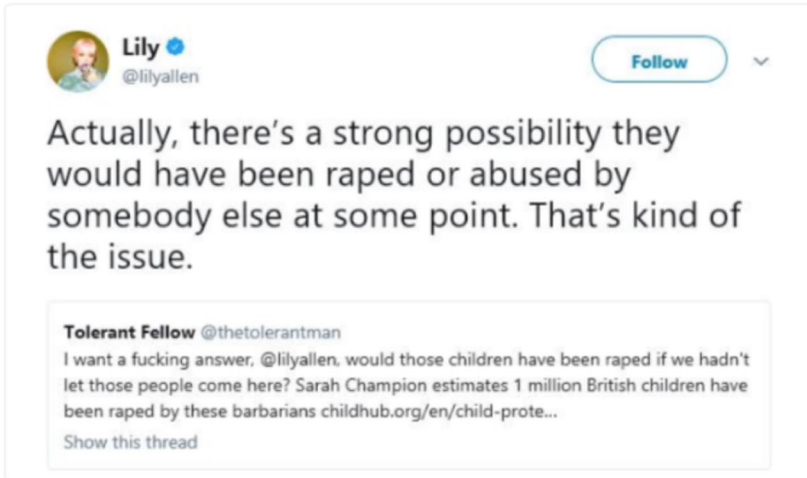 Lily
@lilyallen
Follow
Actually, there's a strong possibility they
would have been raped or abused by
somebody else at some point. That's kind of
the issue.
Tolerant Fellow @thetolerantman
I want a fucking answer, @lilyallen, would those children have been raped if we hadn't
let those people come here? Sarah Champion estimates 1 million British children have
been raped by these barbarians childhub.org/en/child-prote...
Show this thread